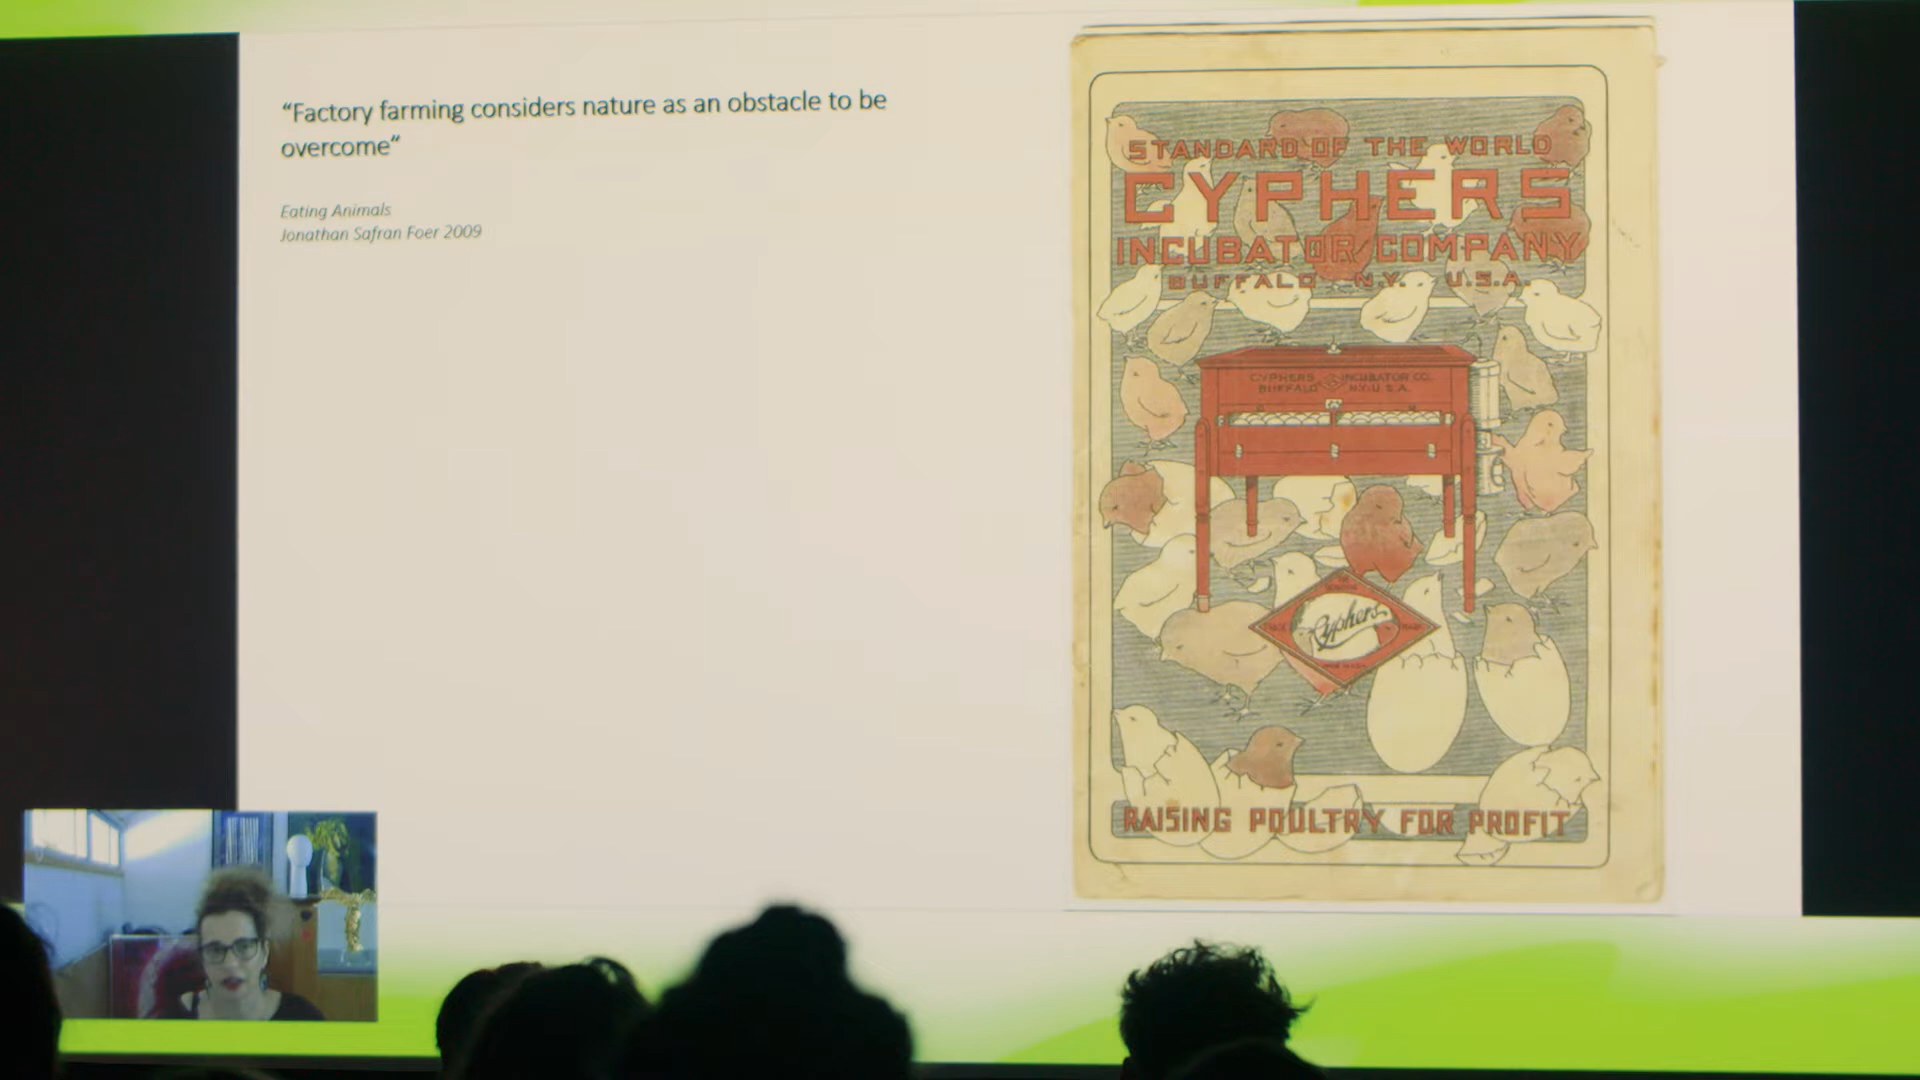 “Factory farming considers nature as an obstacle to be
overcome“
Eating Animals
Jonathan Safran Foer 2009
STANDARD OF THE WORLD
CYPHERS
INCUBATOR COMPANY
BUFFALO N.Y. U.S.A.
CYPHERS INCUBATOR CO.
BUFFALO N.Y. U.S.A.
Cyphers
RAISING POULTRY FOR PROFIT